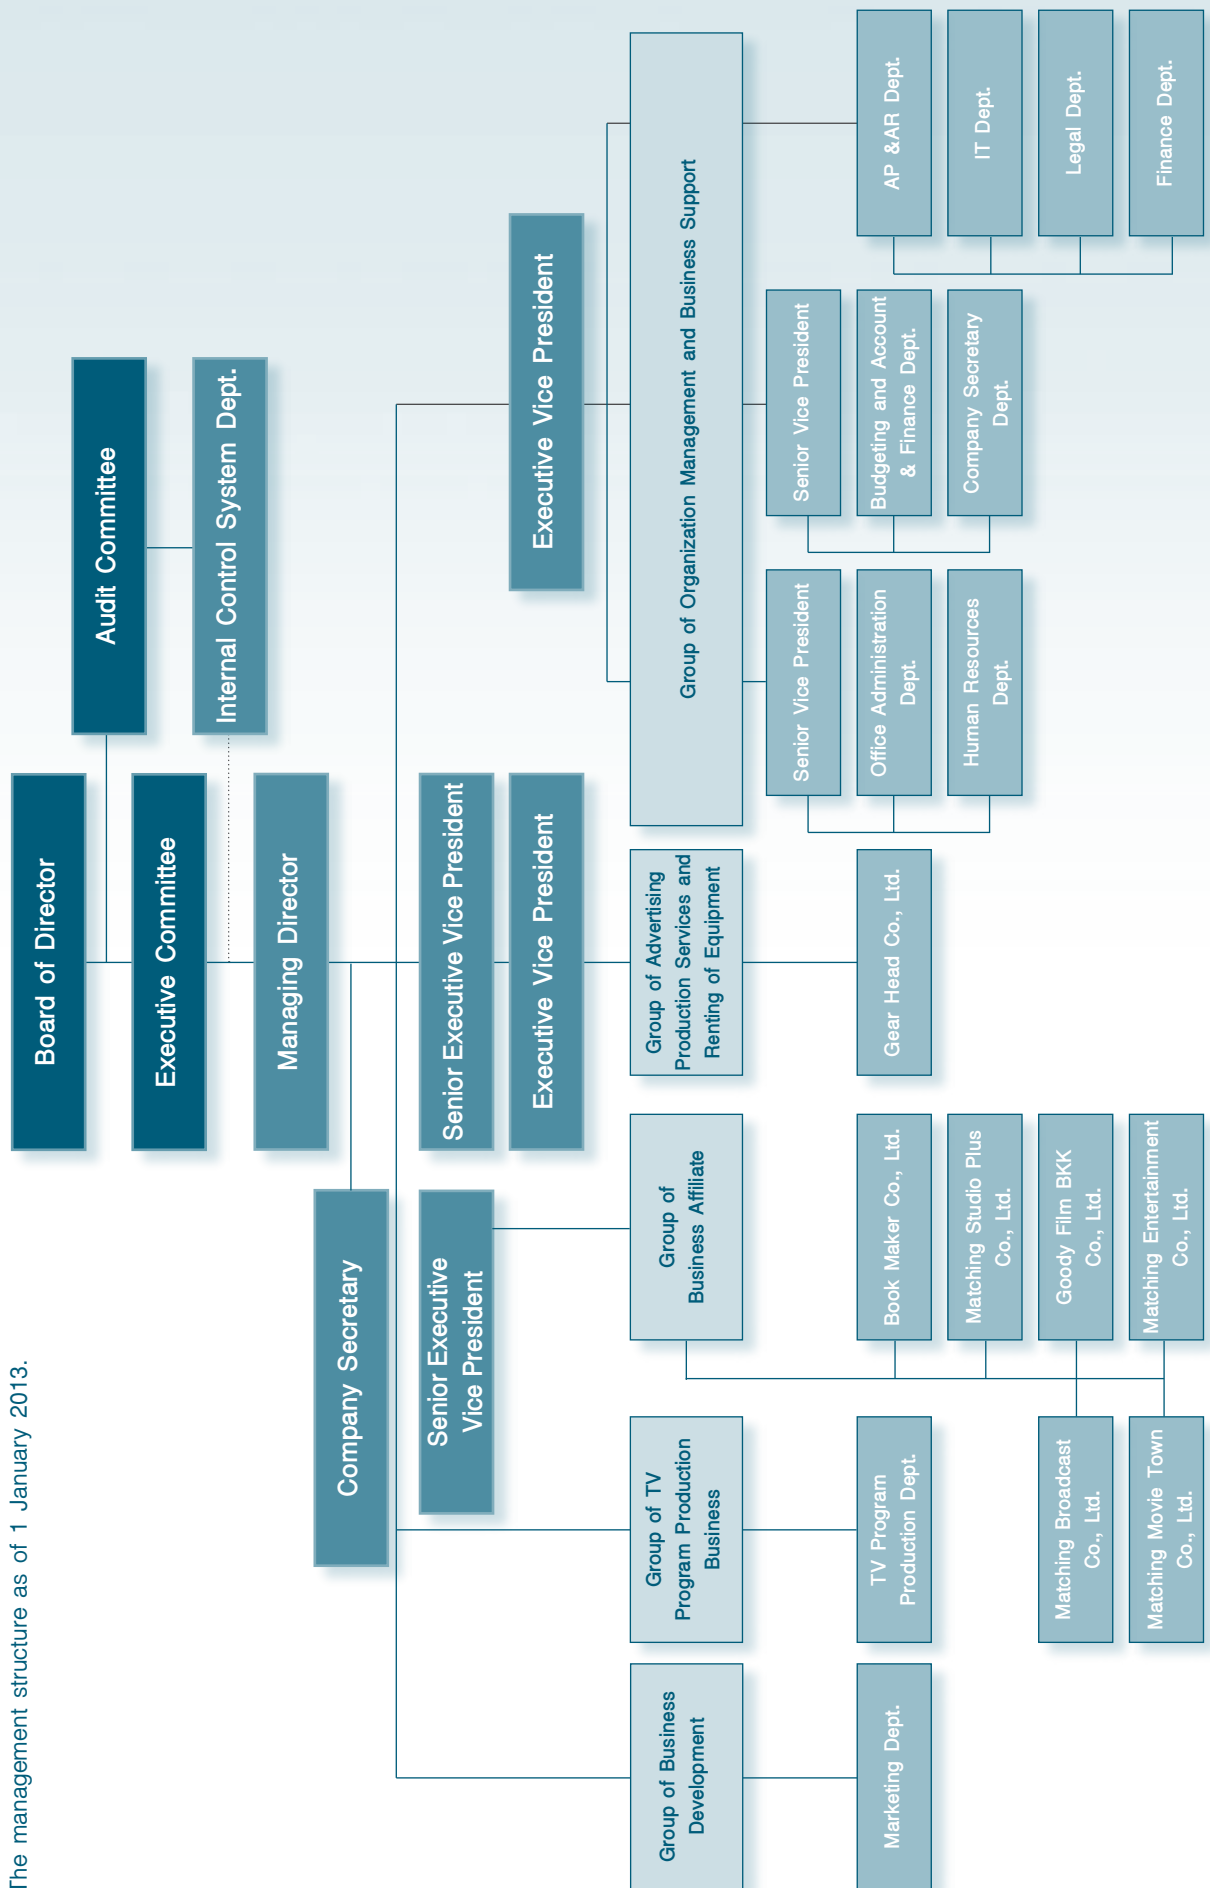 The management structure as of 1 January 2013.
Board of Director
Audit Committee
Executive Committee
Internal Control System Dept.
Managing Director
Company Secretary
Senior Executive
Vice President
Senior Executive Vice President
Executive Vice President
Executive Vice President
Group of Business
Development
Group of TV
Program Production
Business
Group of
Business Affiliate
Group of Advertising
Production Services and
Renting of Equipment
Group of Organization Management and Business Support
Marketing Dept.
TV Program
Production Dept.
Matching Broadcast
Co., Ltd.
Matching Movie Town
Co., Ltd.
Book Maker Co., Ltd.
Matching Studio Plus
Co., Ltd.
Goody Film BKK
Co., Ltd.
Matching Entertainment
Co., Ltd.
Gear Head Co., Ltd.
Senior Vice President
Office Administration
Dept.
Human Resources
Dept.
Senior Vice President
Budgeting and Account
& Finance Dept.
Company Secretary
Dept.
AP &AR Dept.
IT Dept.
Legal Dept.
Finance Dept.